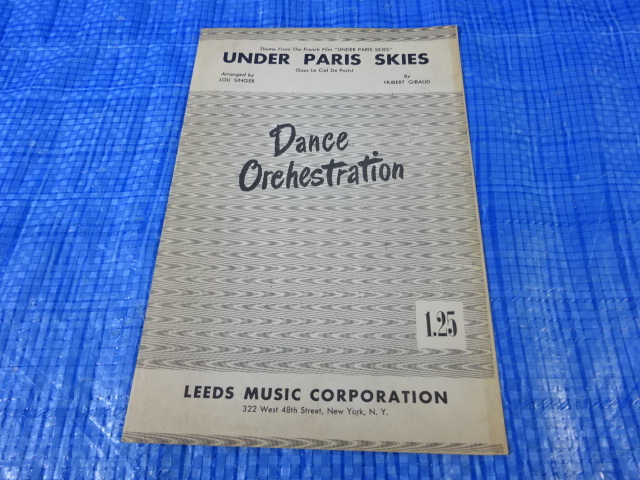 Theme From The French Film "UNDER PARIS SKIES"
UNDER PARIS SKIES
(Sous Le Ciel De Paris)
Arranged by
LOU SINGER
By
HUBERT GIRAUD
Dance
Orchestration
1.25
LEEDS MUSIC CORPORATION
322 West 48th Street, New York, N. Y.